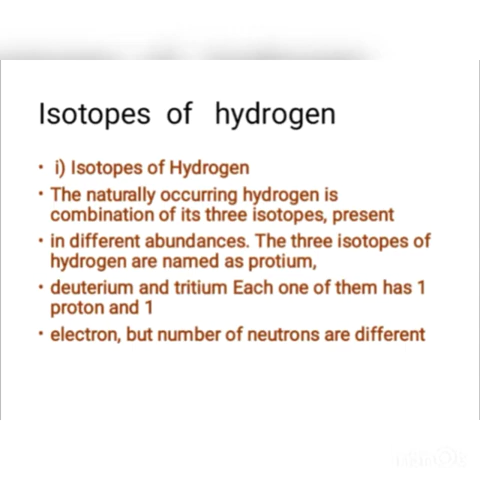 Isotopes of hydrogen
• i) Isotopes of Hydrogen
• The naturally occurring hydrogen is
combination of its three isotopes, present
• in different abundances. The three isotopes of
hydrogen are named as protium,
• deuterium and tritium Each one of them has 1
proton and 1
• electron, but number of neutrons are different